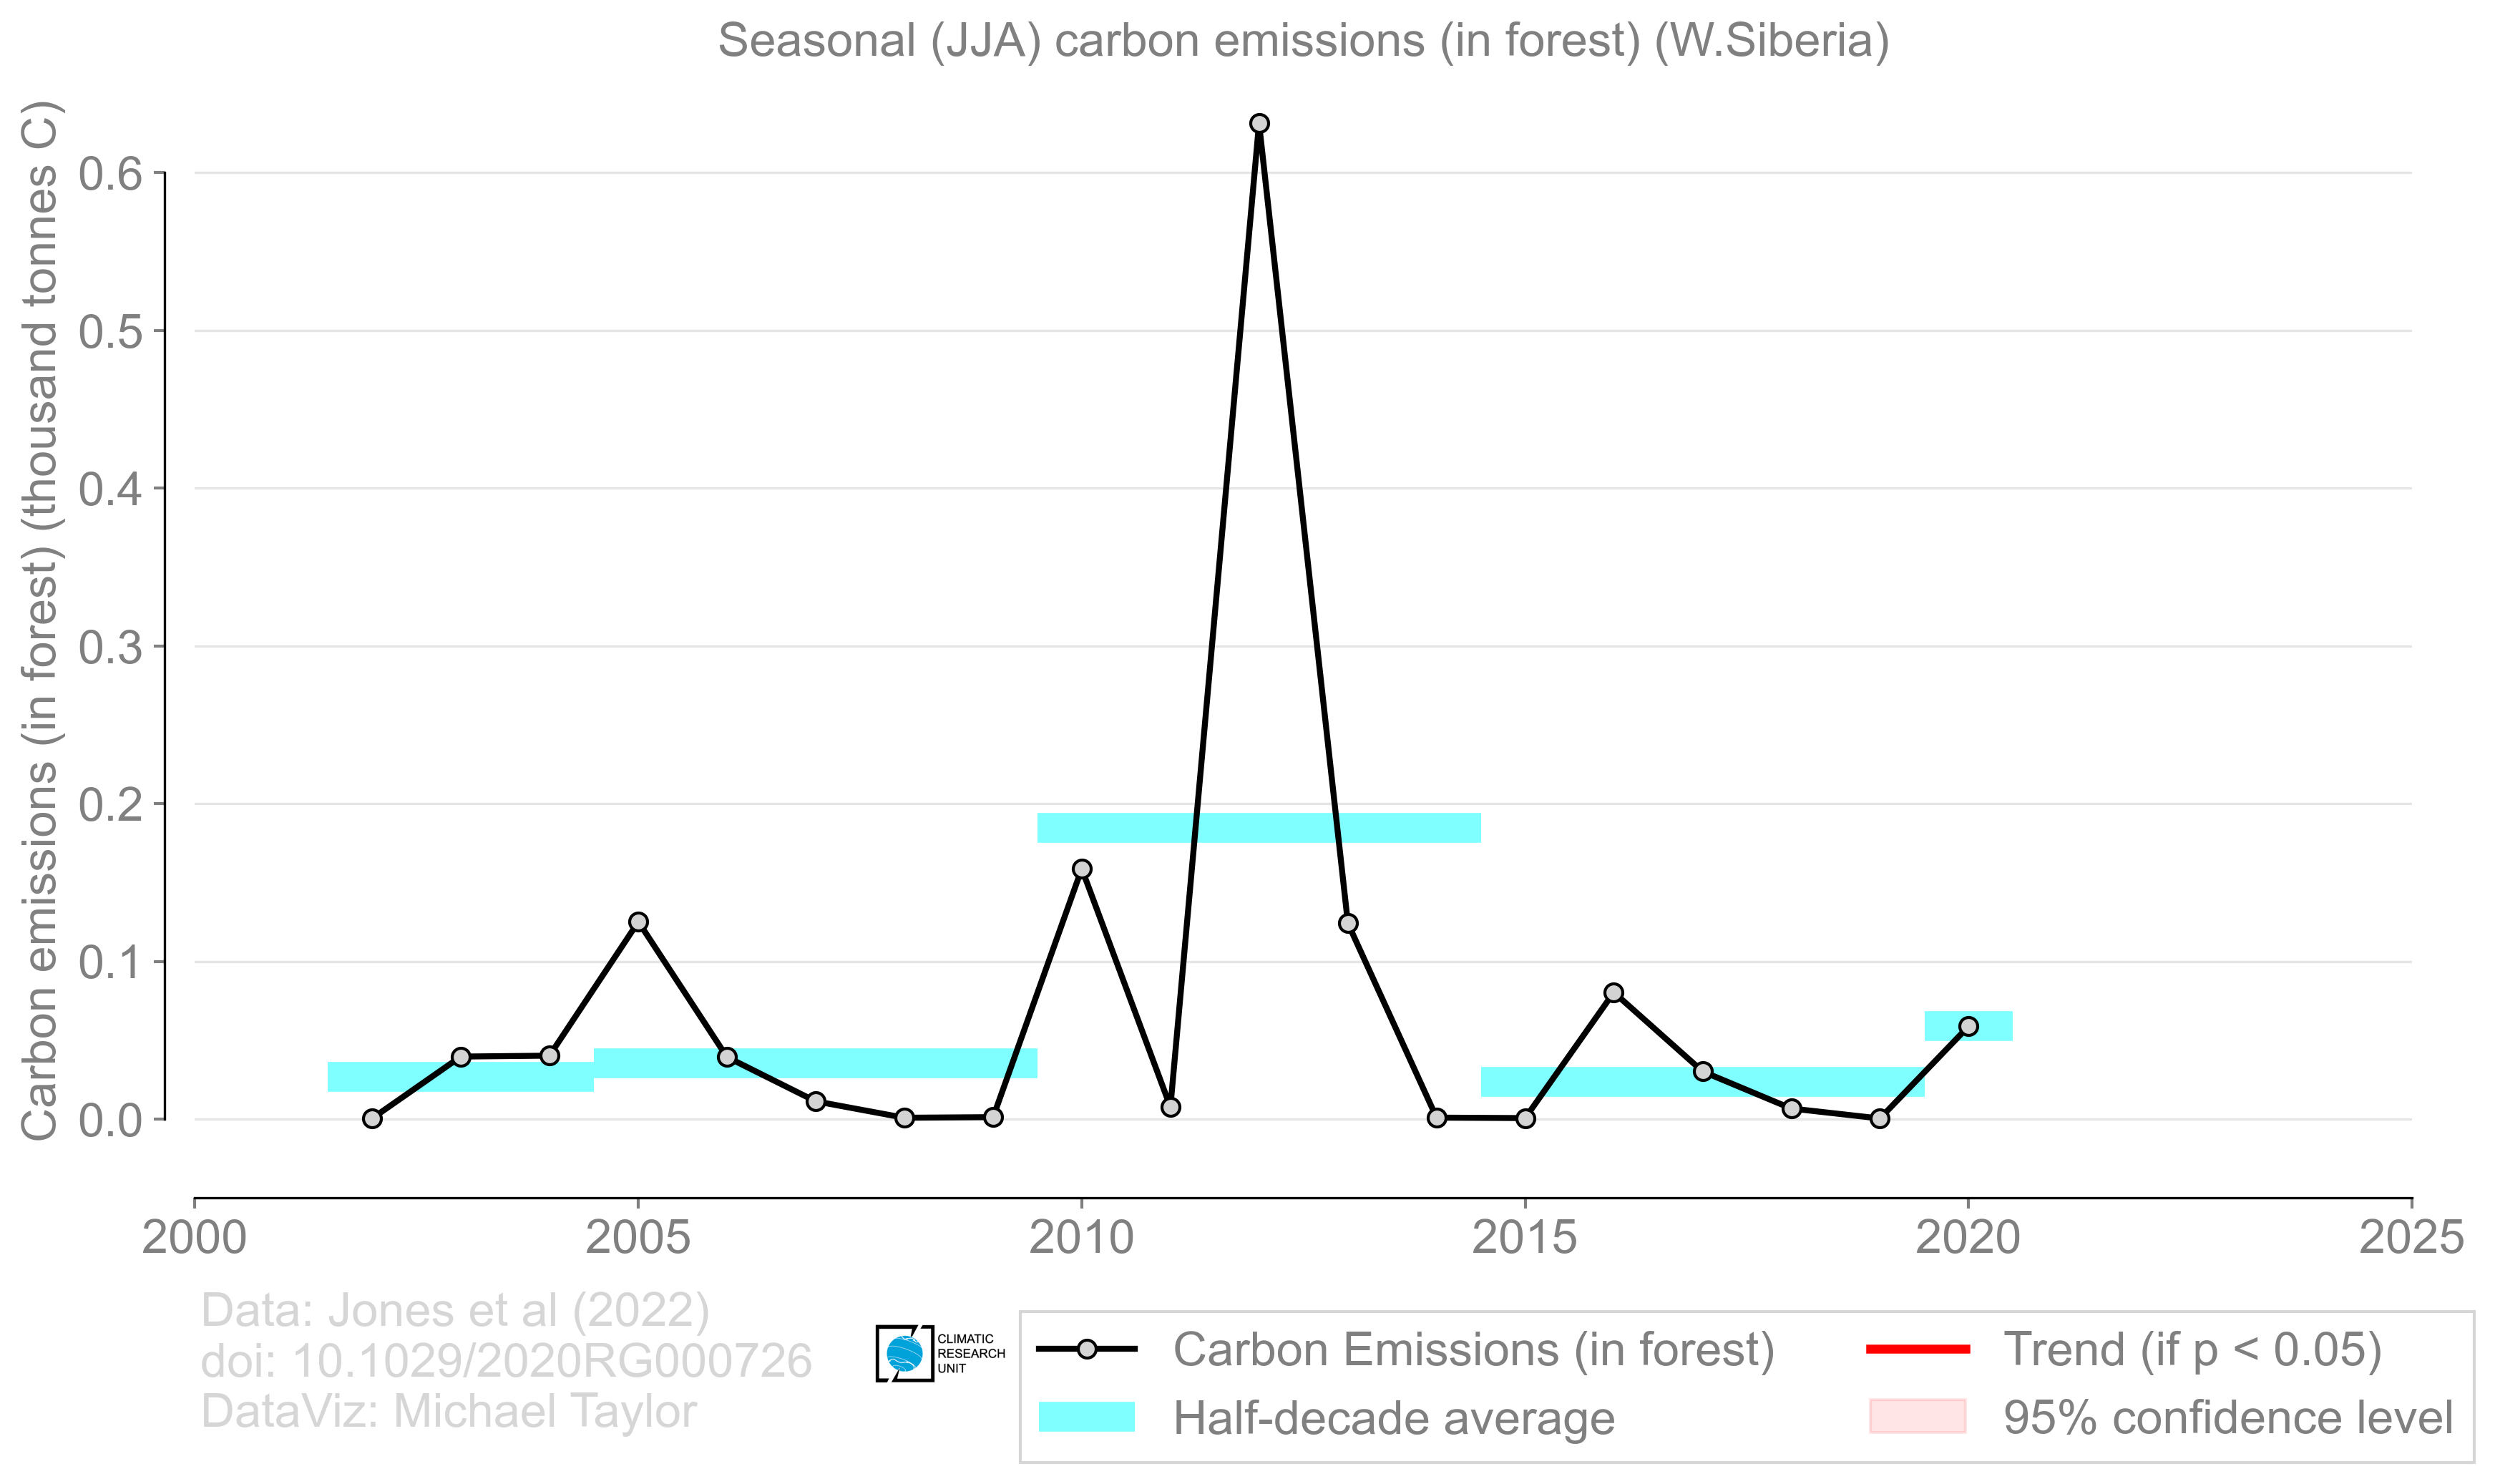 Seasonal (JJA) carbon emissions (in forest) (W.Siberia)
Carbon emissions (in forest) (thousand tonnes C)
0.6
0.5
0.4
0.3
0.2
0.1
0.0
2000
2005
2010
2015
2020
2025
Data: Jones et al (2022)
doi: 10.1029/2020RG000726
DataViz: Michael Taylor
CLIMATIC
RESEARCH
UNIT
Carbon Emissions (in forest)
Half-decade average
Trend (if p < 0.05)
95% confidence level